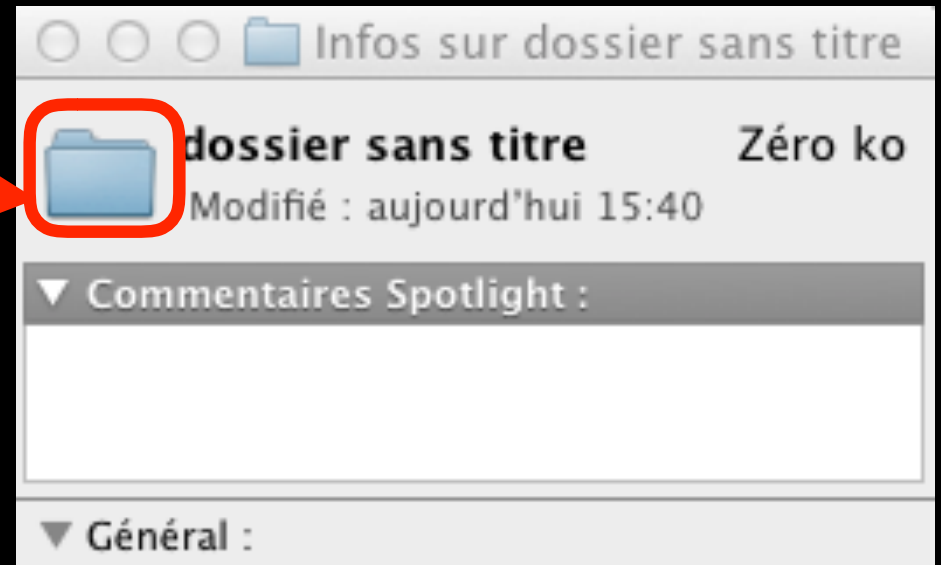 Infos sur dossier sans titre
dossier sans titre Zéro ko
Modifié : aujourd'hui 15:40
Commentaires Spotlight :
Général :